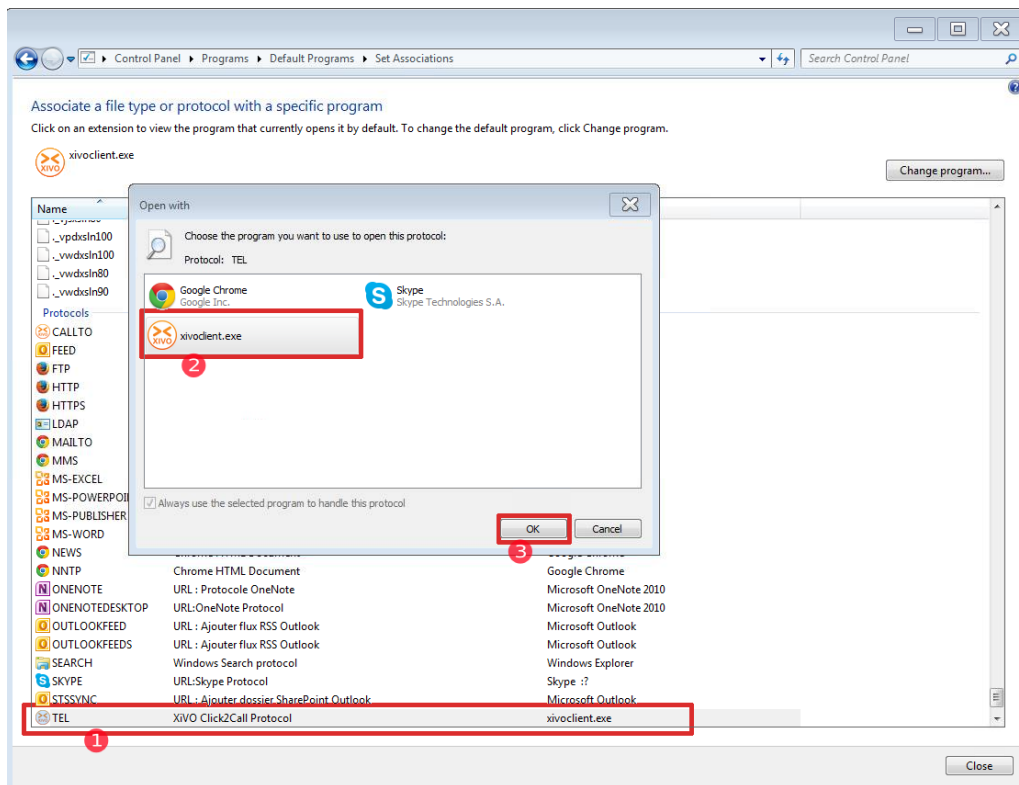 Control Panel ▸ Programs ▸ Default Programs ▸ Set Associations
Search Control Panel
Associate a file type or protocol with a specific program
Click on an extension to view the program that currently opens it by default. To change the default program, click Change program.
XIVO
xivoclient.exe
Change program...
Name
._vpdxsln100
._vwdxsln100
._vwdxsln80
._vwdxsln90
Protocols
CALLTO
FEED
FTP
HTTP
HTTPS
LDAP
MAILTO
MMS
MS-EXCEL
MS-POWERPOI
MS-PUBLISHER
MS-WORD
Open with
Choose the program you want to use to open this protocol:
Protocol: TEL
Google Chrome
Google Inc.
Skype
Skype Technologies S.A.
XIVO
xivoclient.exe
2
Always use the selected program to handle this protocol
OK
Cancel
3
NEWS Chrome HTML Document Google Chrome
NNTP Chrome HTML Document Google Chrome
ONENOTE URL : Protocole OneNote Microsoft OneNote 2010
ONENOTEDESKTOP URL:OneNote Protocol Microsoft OneNote 2010
OUTLOOKFEED URL : Ajouter flux RSS Outlook Microsoft Outlook
OUTLOOKFEEDS URL : Ajouter flux RSS Outlook Microsoft Outlook
SEARCH Windows Search protocol Windows Explorer
SKYPE URL:Skype Protocol Skype :?
STSSYNC URL : Ajouter dossier SharePoint Outlook Microsoft Outlook
TEL XiVO Click2Call Protocol xivoclient.exe
1
Close